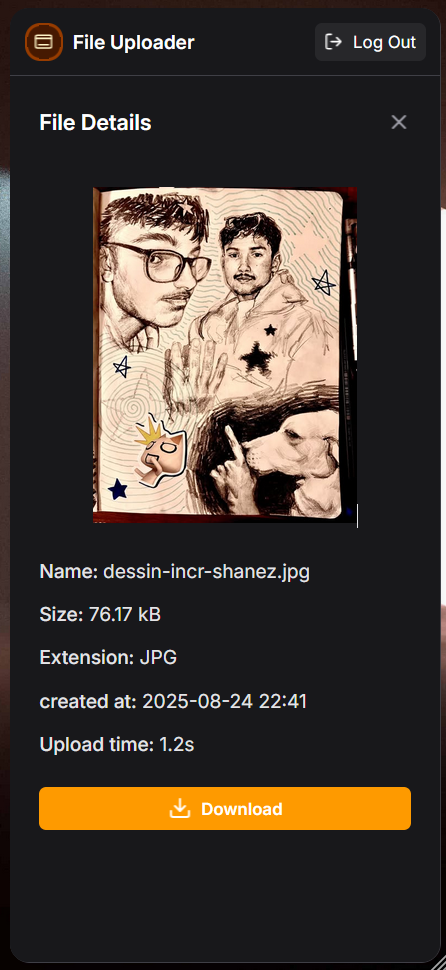 File Uploader
Log Out
File Details
Name: dessin-incr-shanez.jpg
Size: 76.17 kB
Extension: JPG
created at: 2025-08-24 22:41
Upload time: 1.2s
Download